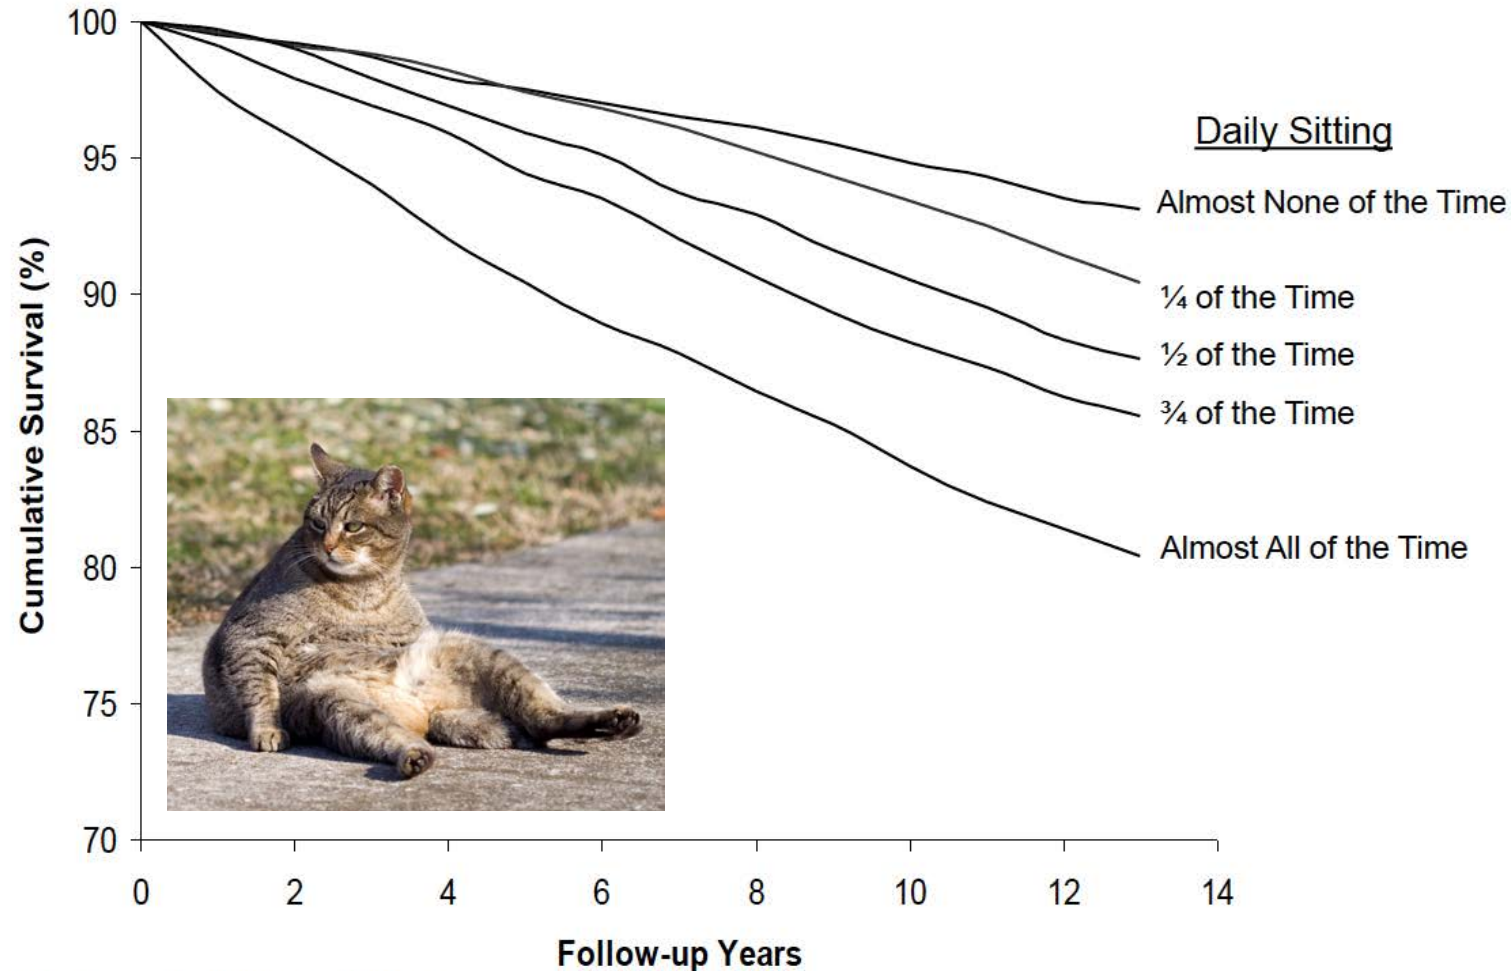 100
95
90
85
80
75
70
Cumulative Survival (%)
0 2 4 6 8 10 12 14
Follow-up Years
Daily Sitting
Almost None of the Time
¼ of the Time
½ of the Time
¾ of the Time
Almost All of the Time